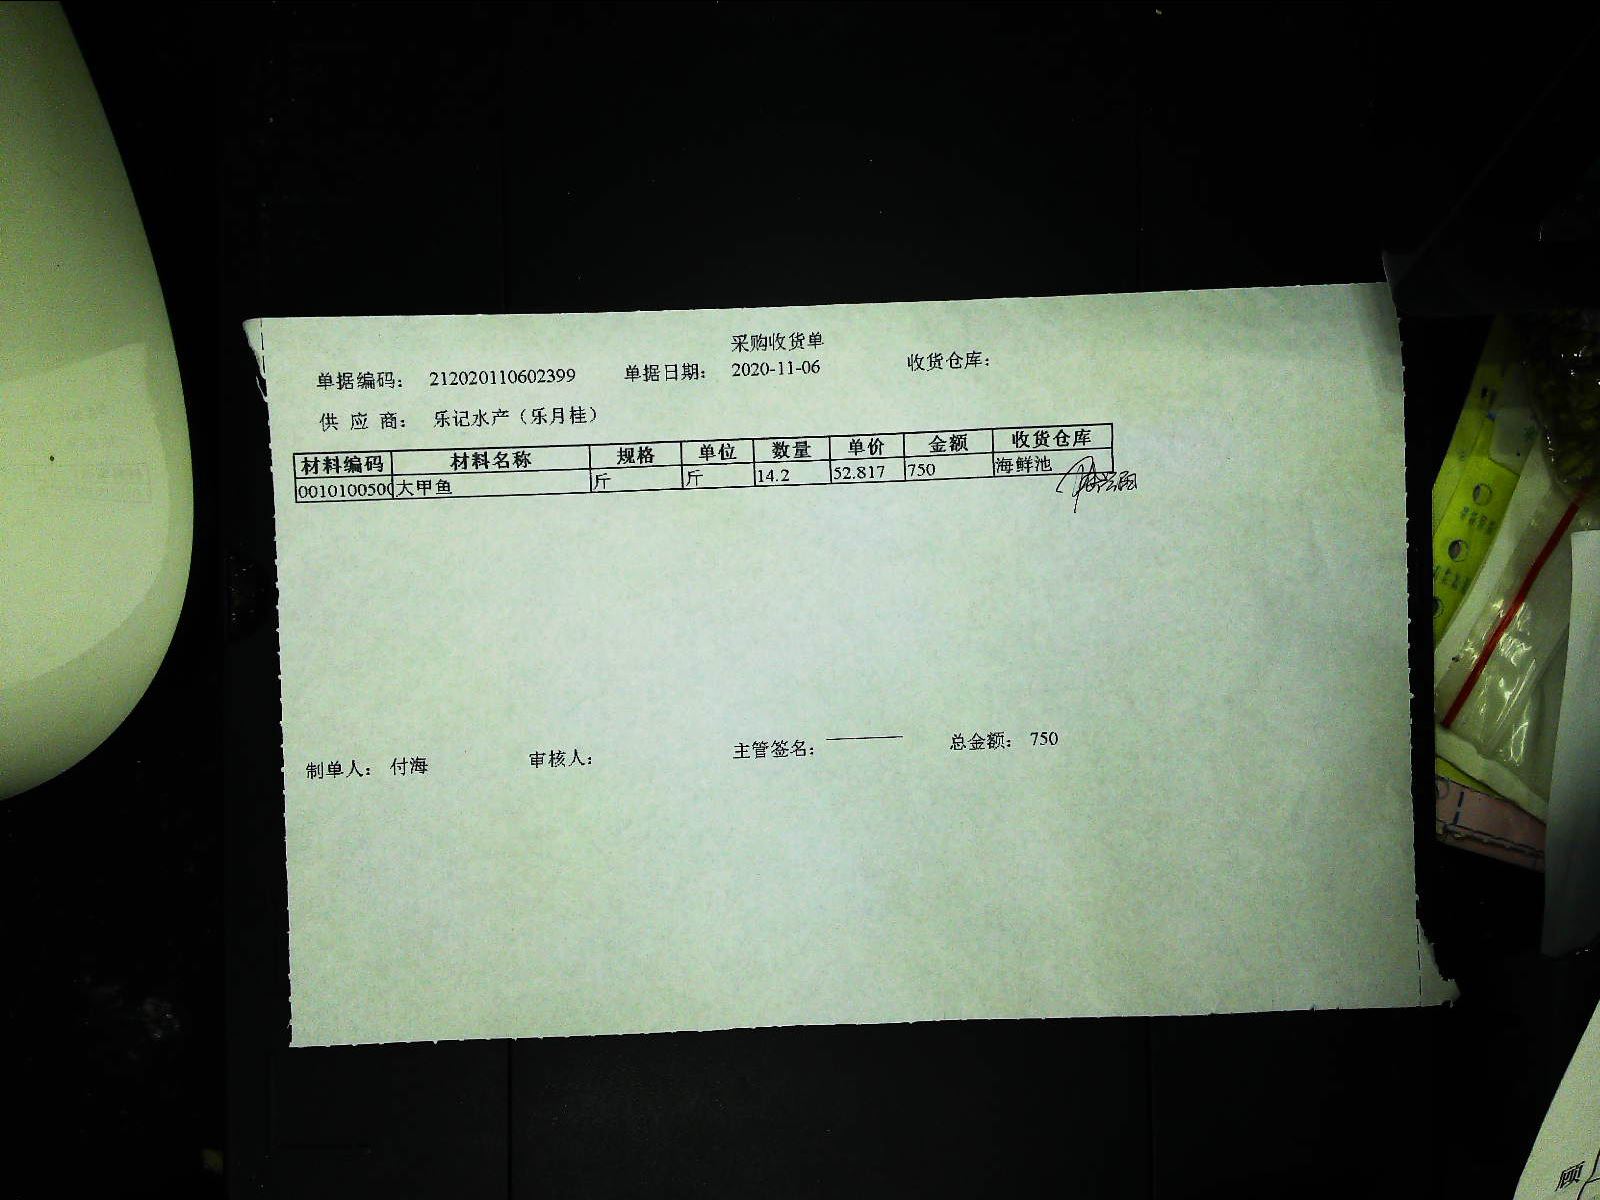 采购收货单
单据编码： 212020110602399 单据日期： 2020-11-06 收货仓库：
供 应 商： 乐记水产（乐月桂）
材料编码 材料名称 规格 单位 数量 单价 金额 收货仓库
0010100500 大甲鱼 斤 斤 14.2 52.817 750 海鲜池
制单人： 付海 审核人： 主管签名： 总金额： 750
顾